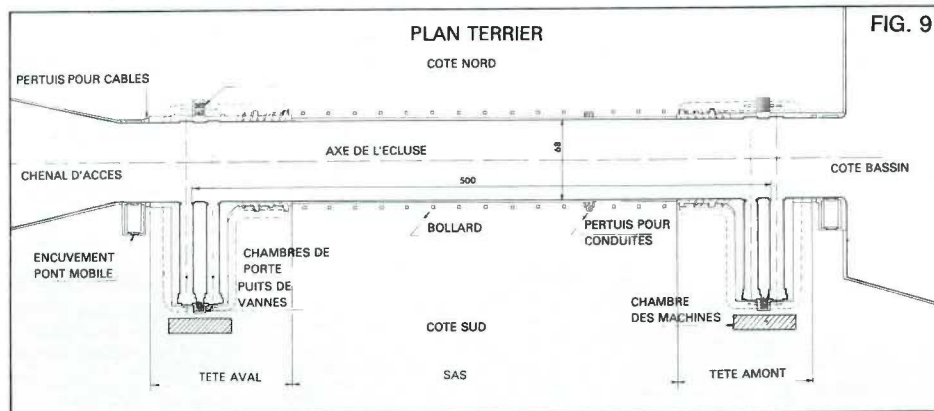 FIG. 9
PLAN TERRIER
COTE NORD
PERTUIS POUR CABLES
AXE DE L'ECLUSE
68
CHENAL D'ACCES
COTE BASSIN
500
BOLLARD
PERTUIS POUR
CONDUITES
ENCUVEMENT
PONT MOBILE
CHAMBRES DE
PORTE
PUITS DE
VANNES
CHAMBRE
DES MACHINES
COTE SUD
TETE AVAL
SAS
TETE AMONT